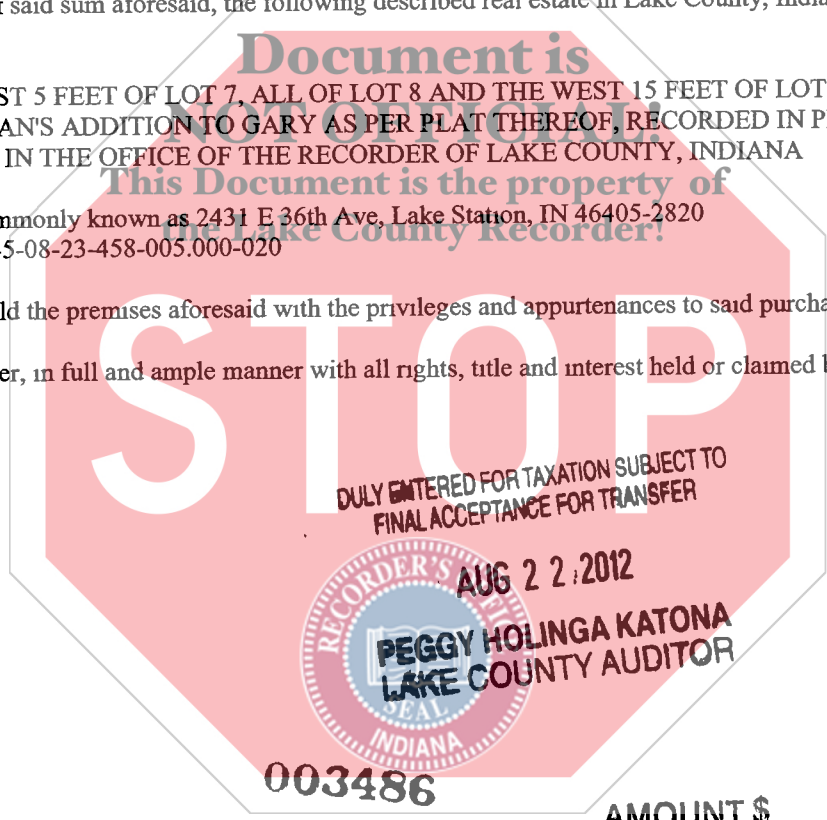 said sum aforesaid, the following described real estate in Lake County,
Document is
ST 5 FEET OF LOT 7, ALL OF LOT 8 AND THE WEST 15 FEET OF LOT
NOT OFFICIAL!
AN'S ADDITION TO GARY AS PER PLAT THEREOF, RECORDED IN
IN THE OFFICE OF THE RECORDER OF LAKE COUNTY, INDIANA
This Document is the property of
mmonly known as 2431 E 36th Ave, Lake Station, IN 46405-2820
the Lake County Recorder!
5-08-23-458-005.000-020
ld the premises aforesaid with the privileges and appurtenances to said purcha
STOP
er, in full and ample manner with all rights, title and interest held or claimed
DULY ENTERED FOR TAXATION SUBJECT TO
FINAL ACCEPTANCE FOR TRANSFER
AUG 22 2012
RECORDER'S OFFICE
PEGGY HOLINGA KATONA
LAKE COUNTY AUDITOR
SEAL
INDIANA
003486
AMOUNT $